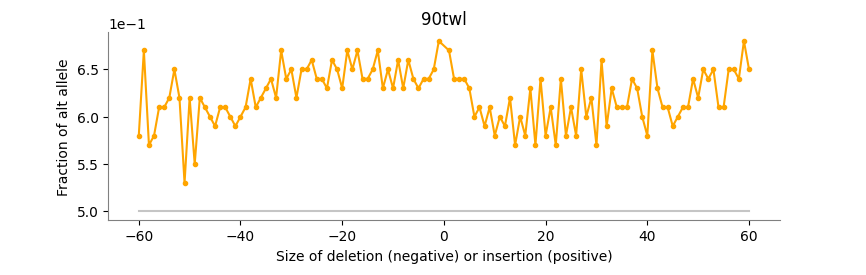 90twl
1e−1
Fraction of alt allele
6.5
6.0
5.5
5.0
−60 −40 −20 0 20 40 60
Size of deletion (negative) or insertion (positive)